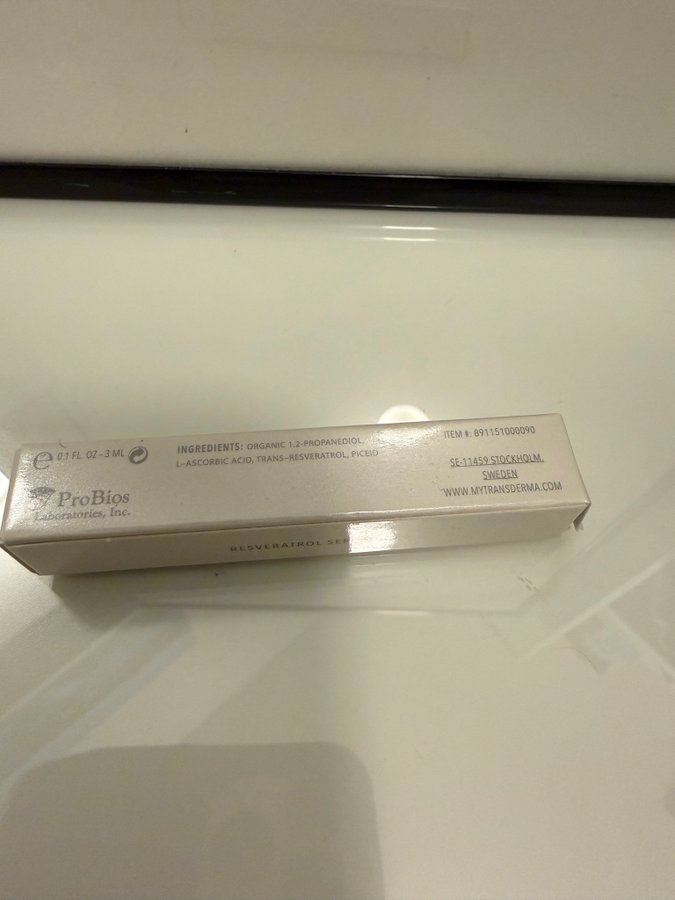 ℮ 0.1 FL. OZ – 3 ML
ProBios
Laboratories, Inc.
INGREDIENTS: ORGANIC 1,2-PROPANEDIOL,
L-ASCORBIC ACID, TRANS-RESVERATROL, PICEID
ITEM #: 891151000090
SE-11459 STOCKHOLM,
SWEDEN
WWW.MYTRANSDERMA.COM
RESVERATROL